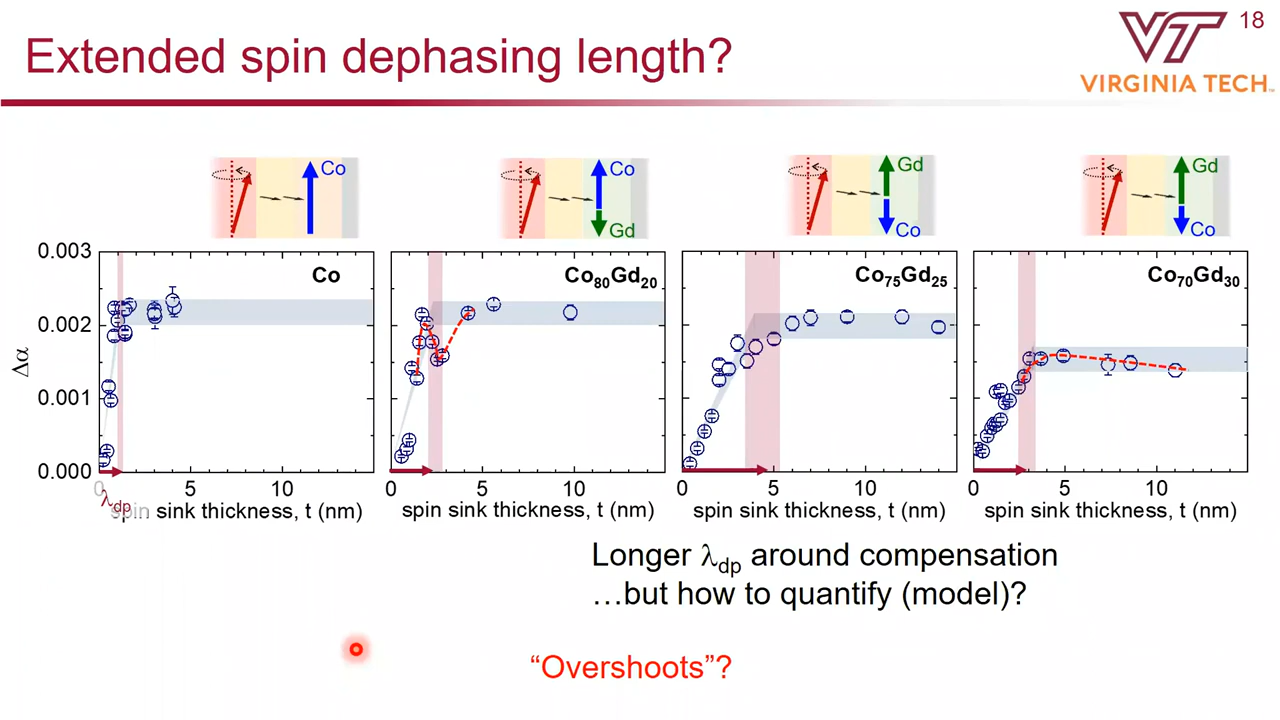 18
Extended spin dephasing length?
VT
VIRGINIA TECH™
Co
Co
Gd
Gd
Co
Gd
Co
Δα
0.003
0.002
0.001
0.000
Co
Co80Gd20
Co75Gd25
Co70Gd30
0 5 10
0 5 10
0 5 10
0 5 10
λdp
spin sink thickness, t (nm)
spin sink thickness, t (nm)
spin sink thickness, t (nm)
spin sink thickness, t (nm)
Longer λdp around compensation
…but how to quantify (model)?
“Overshoots”?